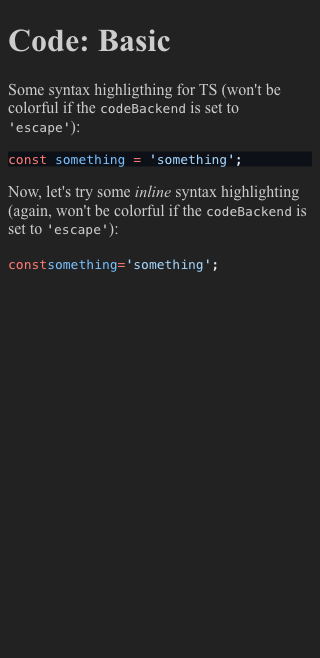 Code: Basic
Some syntax highligthing for TS (won't be
colorful if the codeBackend is set to
'escape'):
const something = 'something';
Now, let's try some inline syntax highlighting
(again, won't be colorful if the codeBackend is
set to 'escape'):
constsomething='something';